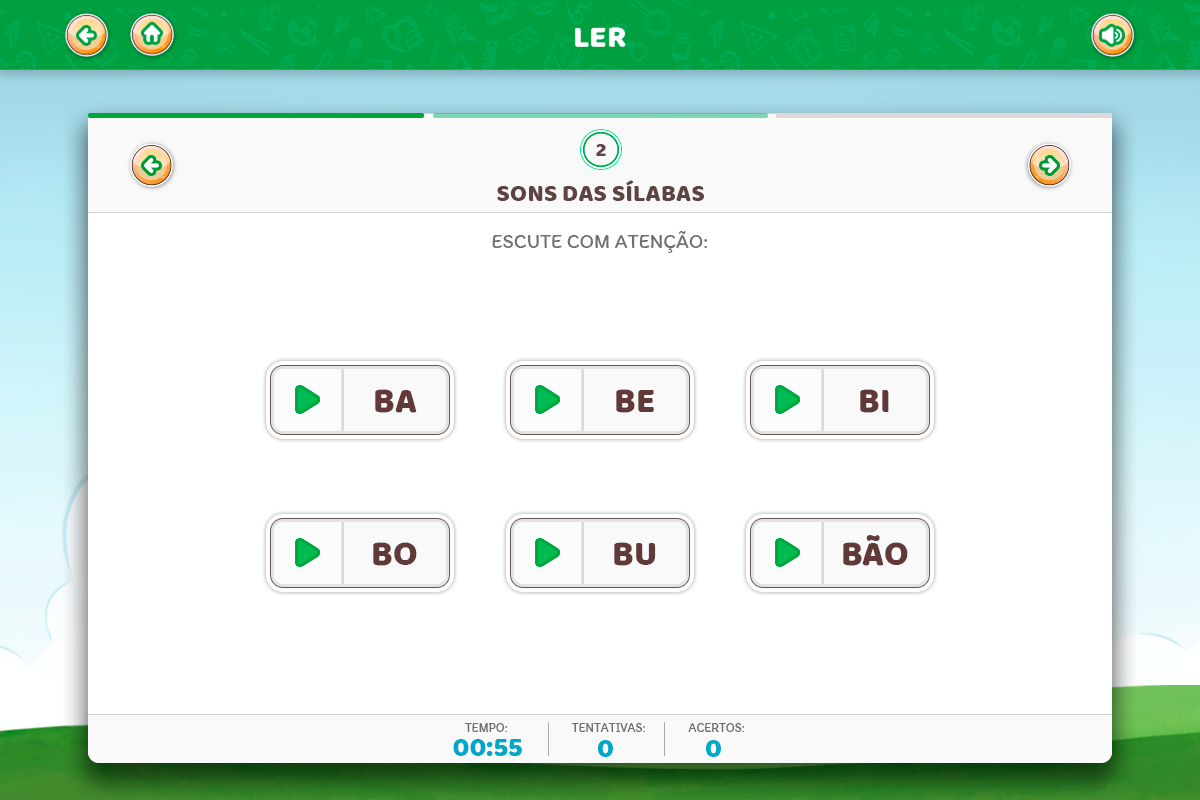 LER
2
SONS DAS SÍLABAS
ESCUTE COM ATENÇÃO:
BA BE BI
BO BU BÃO
TEMPO: TENTATIVAS: ACERTOS:
00:55 0 0